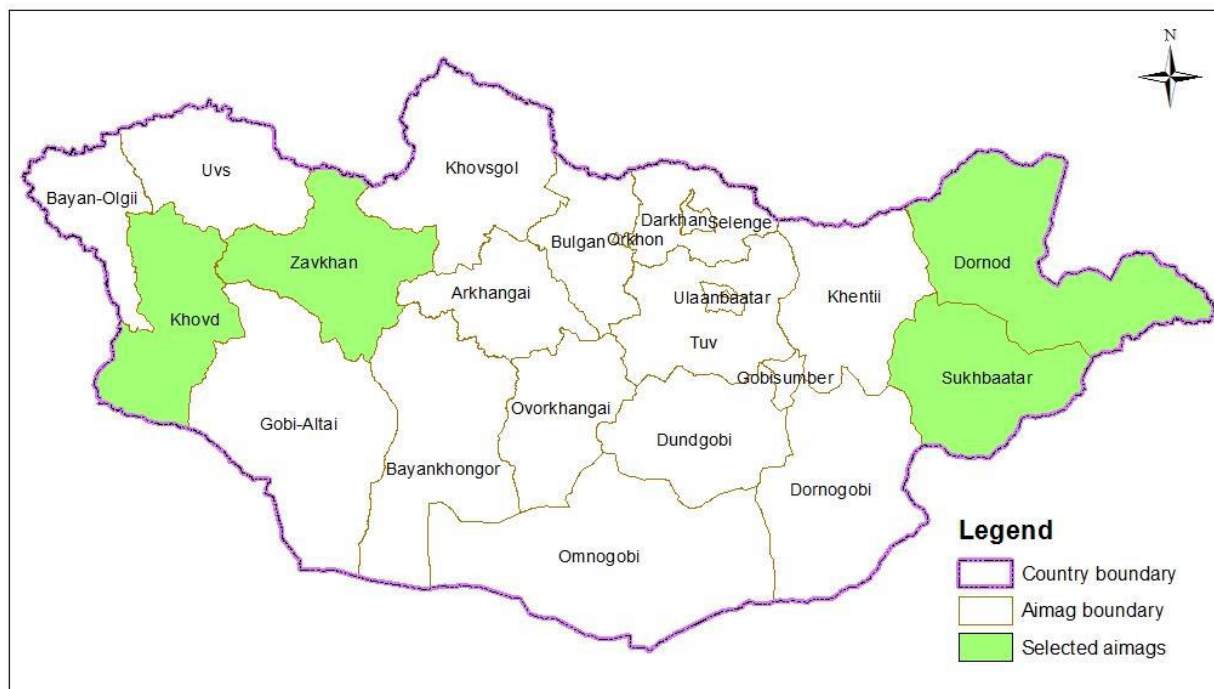 N
Uvs
Khovsgol
Bayan-Olgii
Darkhan
Selenge
Bulgan
Orkhon
Zavkhan
Dornod
Arkhangai
Ulaanbaatar
Khentii
Khovd
Tuv
Gobisumber
Sukhbaatar
Ovorkhangai
Gobi-Altai
Dundgobi
Bayankhongor
Dornogobi
Omnogobi
Legend
Country boundary
Aimag boundary
Selected aimags